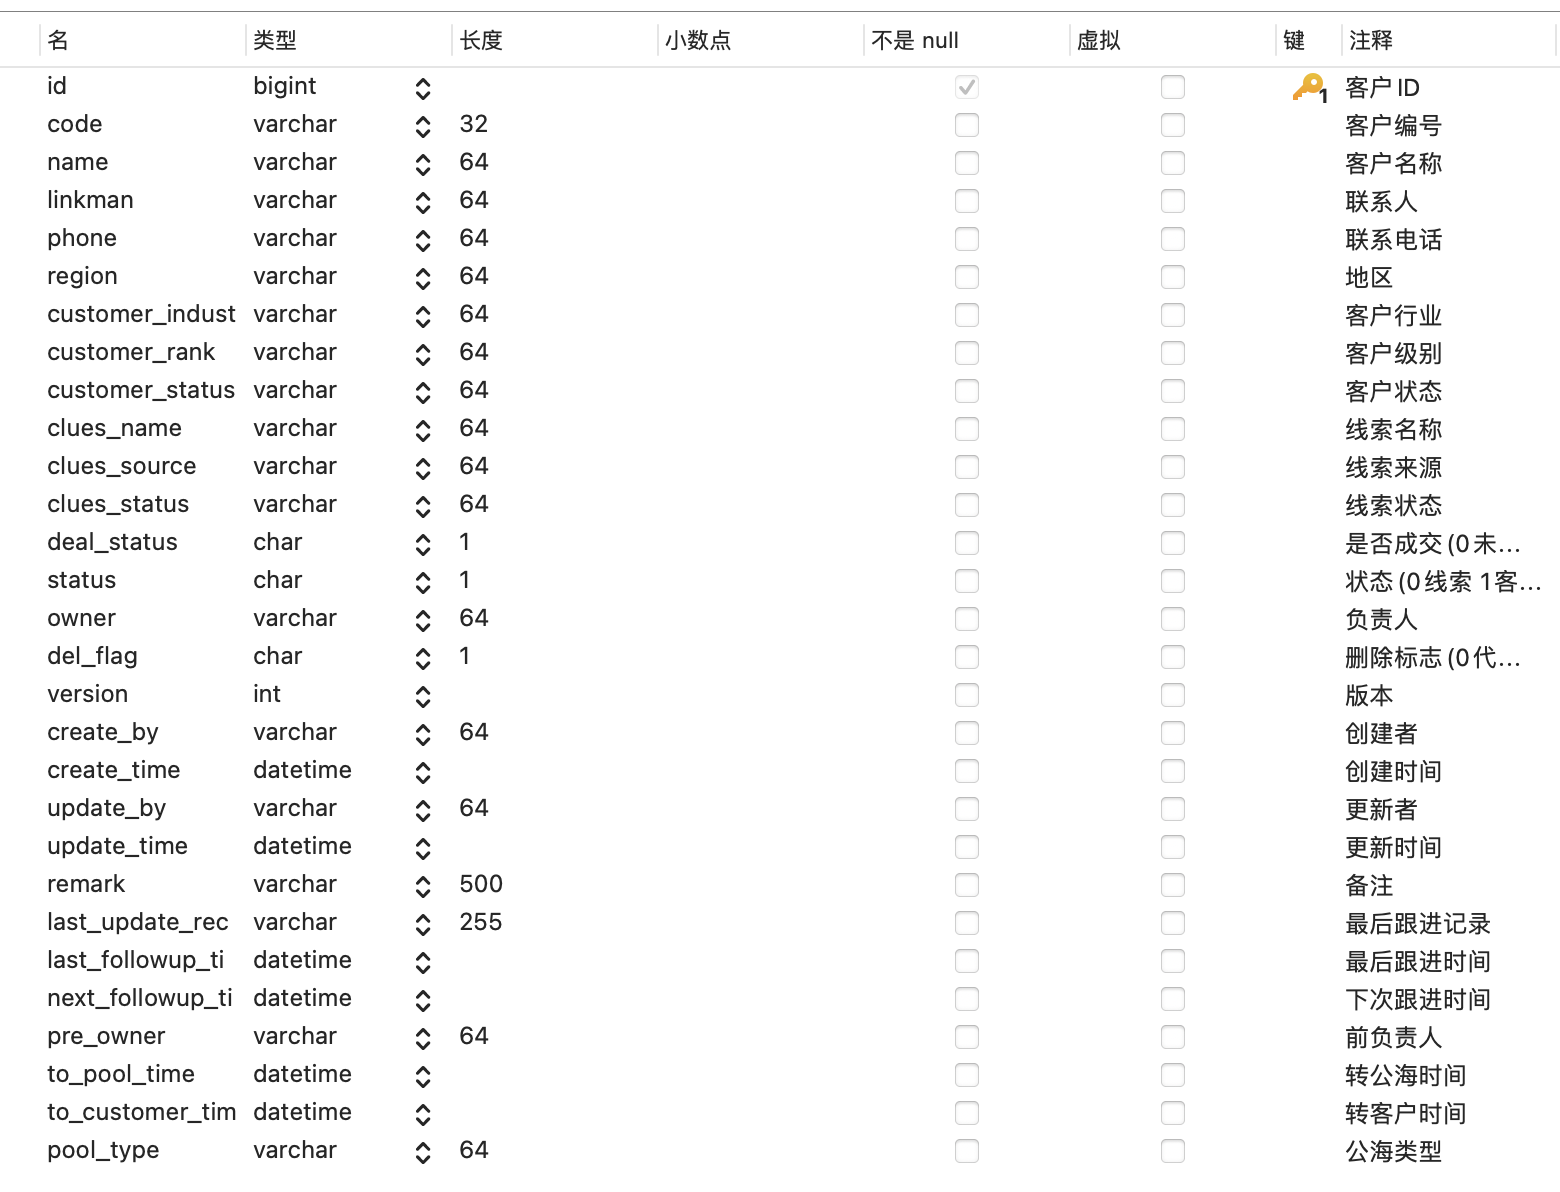 名 类型 长度 小数点 不是 null 虚拟 键 注释
id bigint 1 客户 ID
code varchar 32 客户编号
name varchar 64 客户名称
linkman varchar 64 联系人
phone varchar 64 联系电话
region varchar 64 地区
customer_indust varchar 64 客户行业
customer_rank varchar 64 客户级别
customer_status varchar 64 客户状态
clues_name varchar 64 线索名称
clues_source varchar 64 线索来源
clues_status varchar 64 线索状态
deal_status char 1 是否成交(0未...
status char 1 状态(0线索 1客...
owner varchar 64 负责人
del_flag char 1 删除标志(0代...
version int 版本
create_by varchar 64 创建者
create_time datetime 创建时间
update_by varchar 64 更新者
update_time datetime 更新时间
remark varchar 500 备注
last_update_rec varchar 255 最后跟进记录
last_followup_ti datetime 最后跟进时间
next_followup_ti datetime 下次跟进时间
pre_owner varchar 64 前负责人
to_pool_time datetime 转公海时间
to_customer_tim datetime 转客户时间
pool_type varchar 64 公海类型